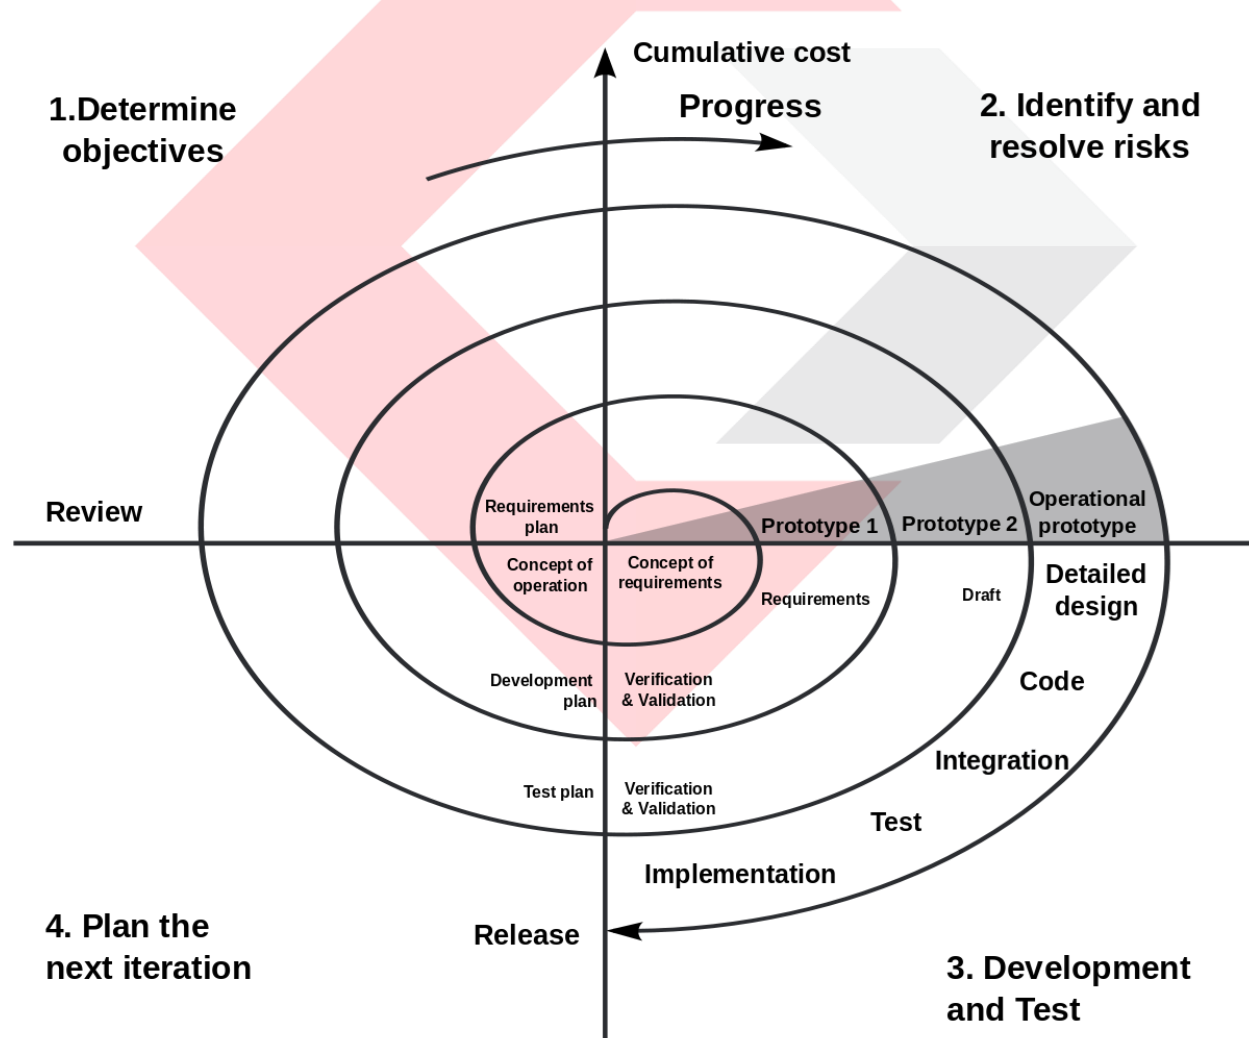 Cumulative cost
Progress
1.Determine
objectives
2. Identify and
resolve risks
Review
Requirements
plan
Prototype 1
Prototype 2
Operational
prototype
Concept of
operation
Concept of
requirements
Requirements
Draft
Detailed
design
Development
plan
Verification
& Validation
Code
Integration
Test plan
Verification
& Validation
Test
Implementation
Release
4. Plan the
next iteration
3. Development
and Test